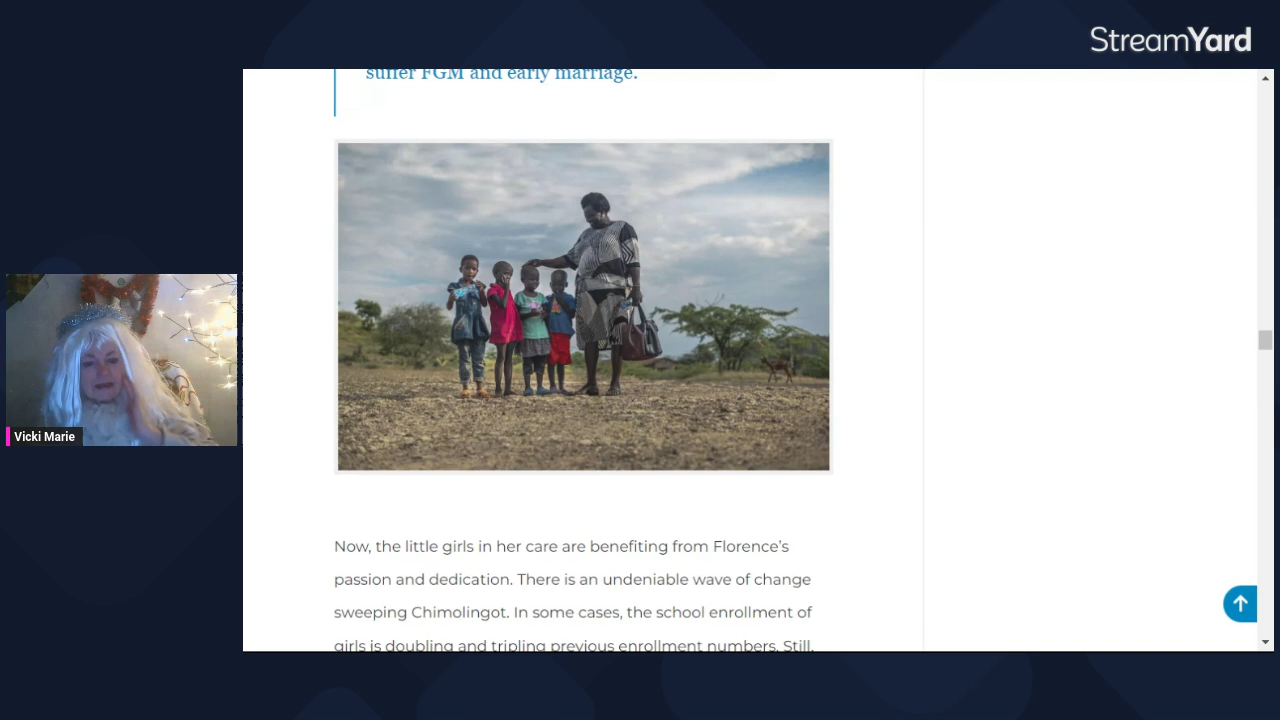 StreamYard
suffer FGM and early marriage.
Vicki Marie
Now, the little girls in her care are benefiting from Florence's
passion and dedication. There is an undeniable wave of change
sweeping Chimolingot. In some cases, the school enrollment of
girls is doubling and tripling previous enrollment numbers. Still,